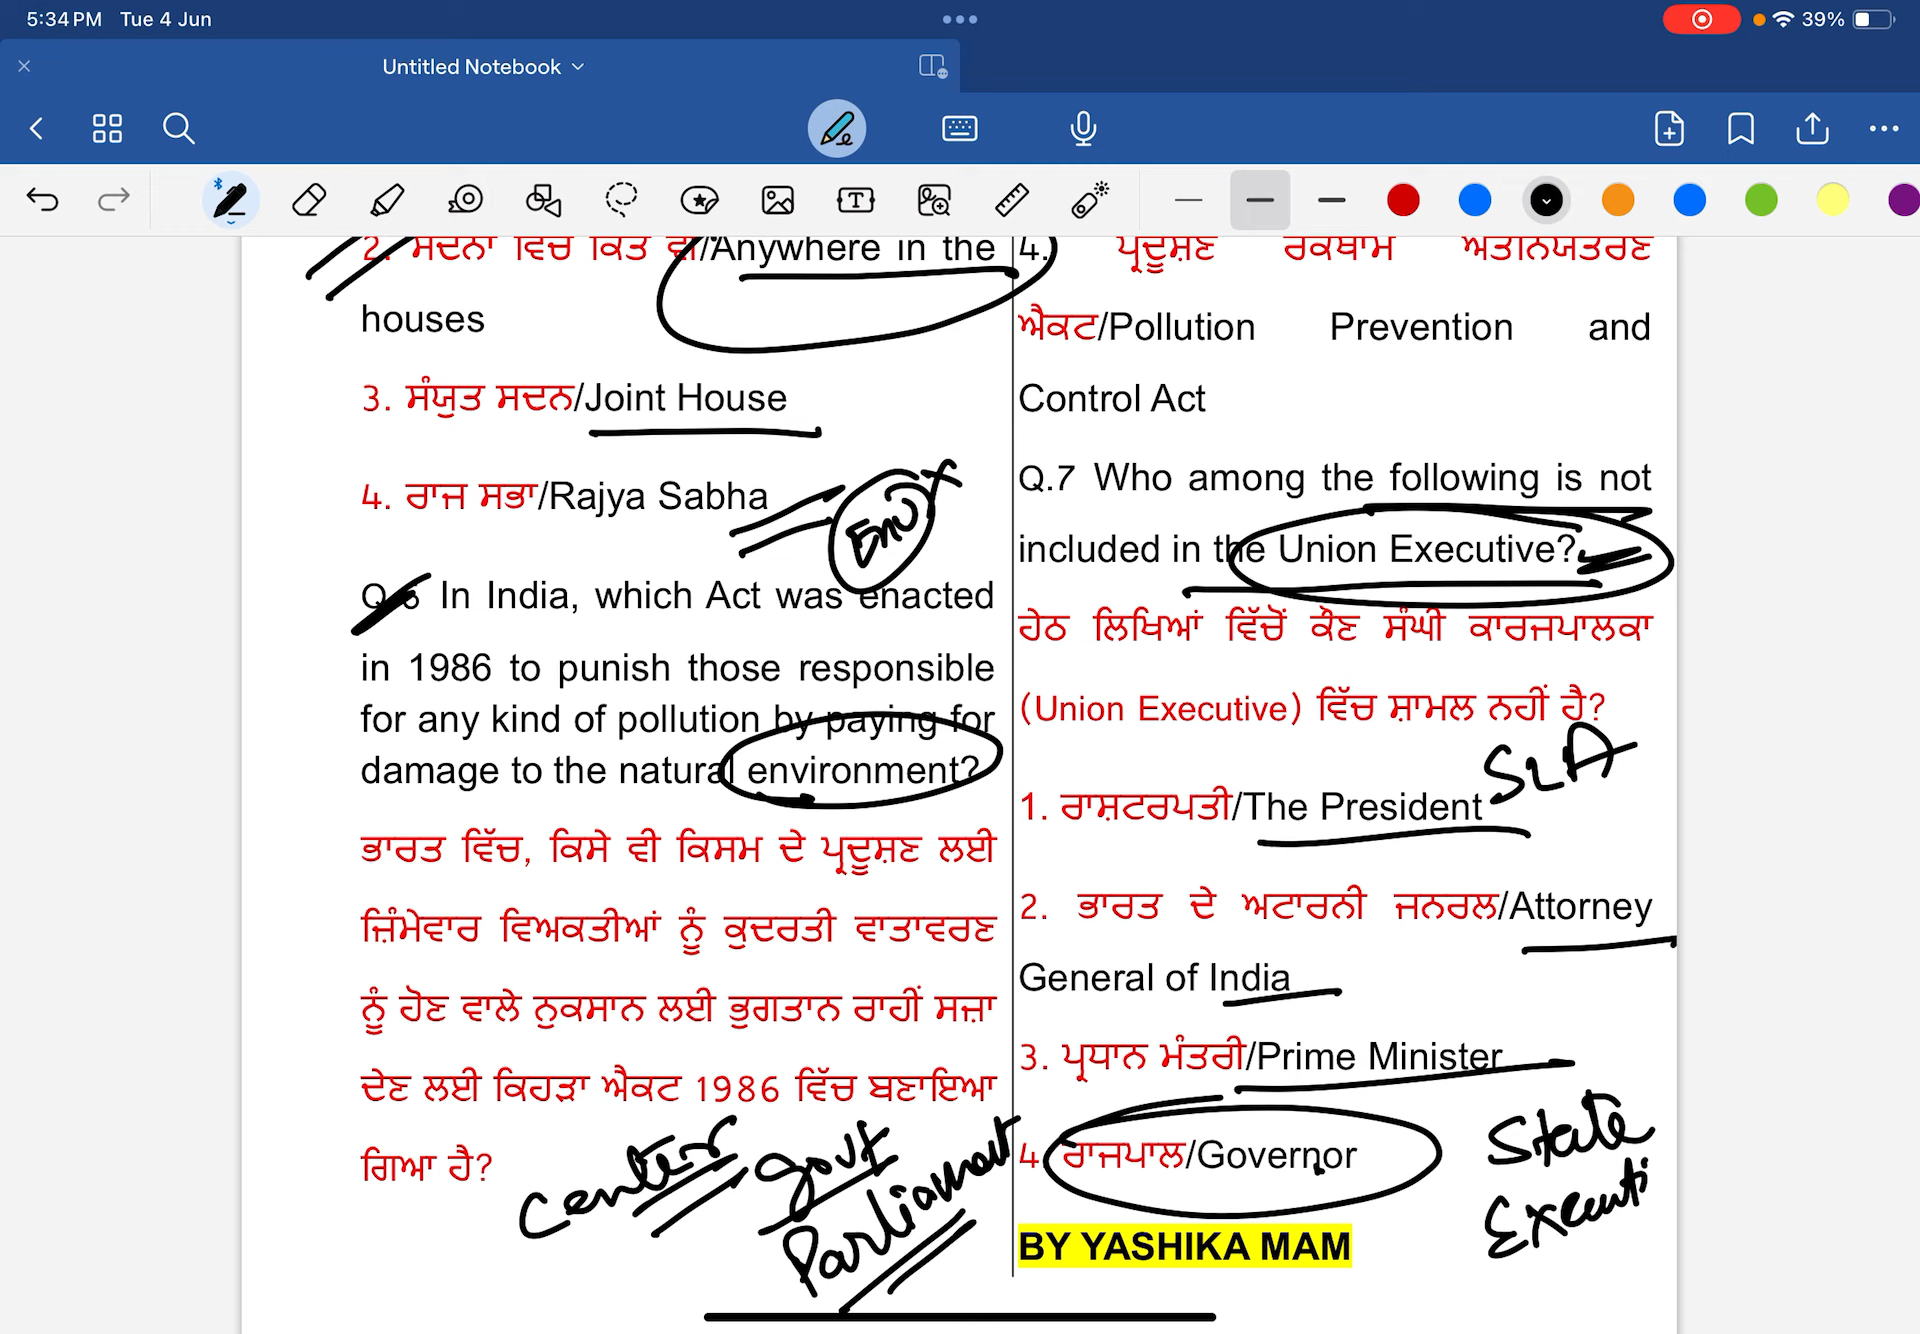 5:34 PM Tue 4 Jun
39%
Untitled Notebook
2. ਸਦਨਾਂ ਵਿੱਚ ਕਿਤੇ ਵੀ/Anywhere in the
houses
3. ਸੰਯੁਤ ਸਦਨ/Joint House
4. ਰਾਜ ਸਭਾ/Rajya Sabha
Env
Q.6 In India, which Act was enacted
in 1986 to punish those responsible
for any kind of pollution by paying for
damage to the natural environment?
ਭਾਰਤ ਵਿੱਚ, ਕਿਸੇ ਵੀ ਕਿਸਮ ਦੇ ਪ੍ਰਦੂਸ਼ਣ ਲਈ
ਜ਼ਿੰਮੇਵਾਰ ਵਿਅਕਤੀਆਂ ਨੂੰ ਕੁਦਰਤੀ ਵਾਤਾਵਰਣ
ਨੂੰ ਹੋਣ ਵਾਲੇ ਨੁਕਸਾਨ ਲਈ ਭੁਗਤਾਨ ਰਾਹੀਂ ਸਜ਼ਾ
ਦੇਣ ਲਈ ਕਿਹੜਾ ਐਕਟ 1986 ਵਿੱਚ ਬਣਾਇਆ
ਗਿਆ ਹੈ?
Center
Govt
Parliament
4. ਪ੍ਰਦੂਸ਼ਣ ਰੋਕਥਾਮ ਅਤੇਨਿਯੰਤਰਣ
ਐਕਟ/Pollution Prevention and
Control Act
Q.7 Who among the following is not
included in the Union Executive?
ਹੇਠ ਲਿਖਿਆਂ ਵਿੱਚੋਂ ਕੌਣ ਸੰਘੀ ਕਾਰਜਪਾਲਕਾ
(Union Executive) ਵਿੱਚ ਸ਼ਾਮਲ ਨਹੀਂ ਹੈ?
SLA
1. ਰਾਸ਼ਟਰਪਤੀ/The President
2. ਭਾਰਤ ਦੇ ਅਟਾਰਨੀ ਜਨਰਲ/Attorney
General of India
3. ਪ੍ਰਧਾਨ ਮੰਤਰੀ/Prime Minister
4. ਰਾਜਪਾਲ/Governor
State
Executi
BY YASHIKA MAM